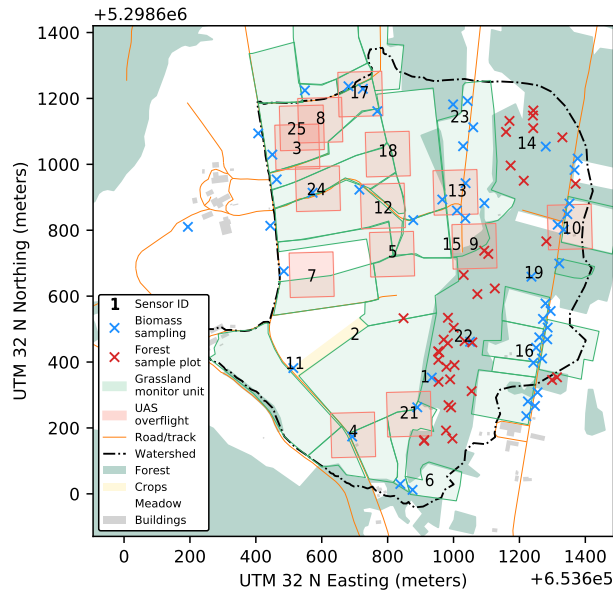 +5.2986e6
1400
1200
1000
800
600
400
200
0
UTM 32 N Northing (meters)
17
8
25
3
23
14
18
24
13
12
10
15
9
5
7
19
2
22
16
11
1
21
4
6
1 Sensor ID
Biomass
sampling
Forest
sample plot
Grassland
monitor unit
UAS
overflight
Road/track
Watershed
Forest
Crops
Meadow
Buildings
0
200
400
600
800
1000
1200
1400
UTM 32 N Easting (meters)
+6.536e5